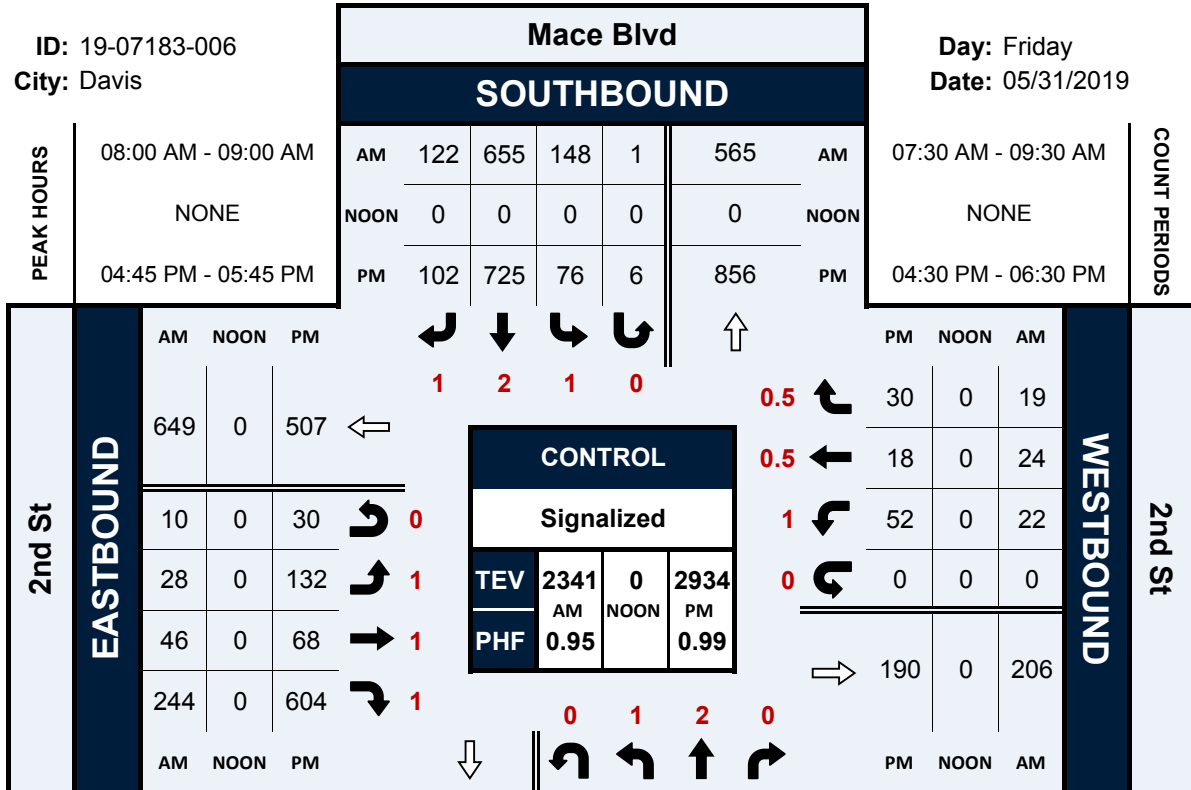 ID: 19-07183-006
City: Davis
Mace Blvd
SOUTHBOUND
Day: Friday
Date: 05/31/2019
PEAK HOURS
08:00 AM - 09:00 AM
NONE
04:45 PM - 05:45 PM
AM 122 655 148 1 565 AM
NOON 0 0 0 0 0 NOON
PM 102 725 76 6 856 PM
07:30 AM - 09:30 AM
NONE
04:30 PM - 06:30 PM
COUNT PERIODS
1 2 1 0
2nd St
EASTBOUND
AM NOON PM
649 0 507
10 0 30 0
28 0 132 1
46 0 68 1
244 0 604 1
AM NOON PM
CONTROL
Signalized
TEV 2341 0 2934
AM NOON PM
PHF 0.95 0.99
0 1 2 0
PM NOON AM
0.5 30 0 19
0.5 18 0 24
1 52 0 22
0 0 0 0
190 0 206
PM NOON AM
WESTBOUND
2nd St